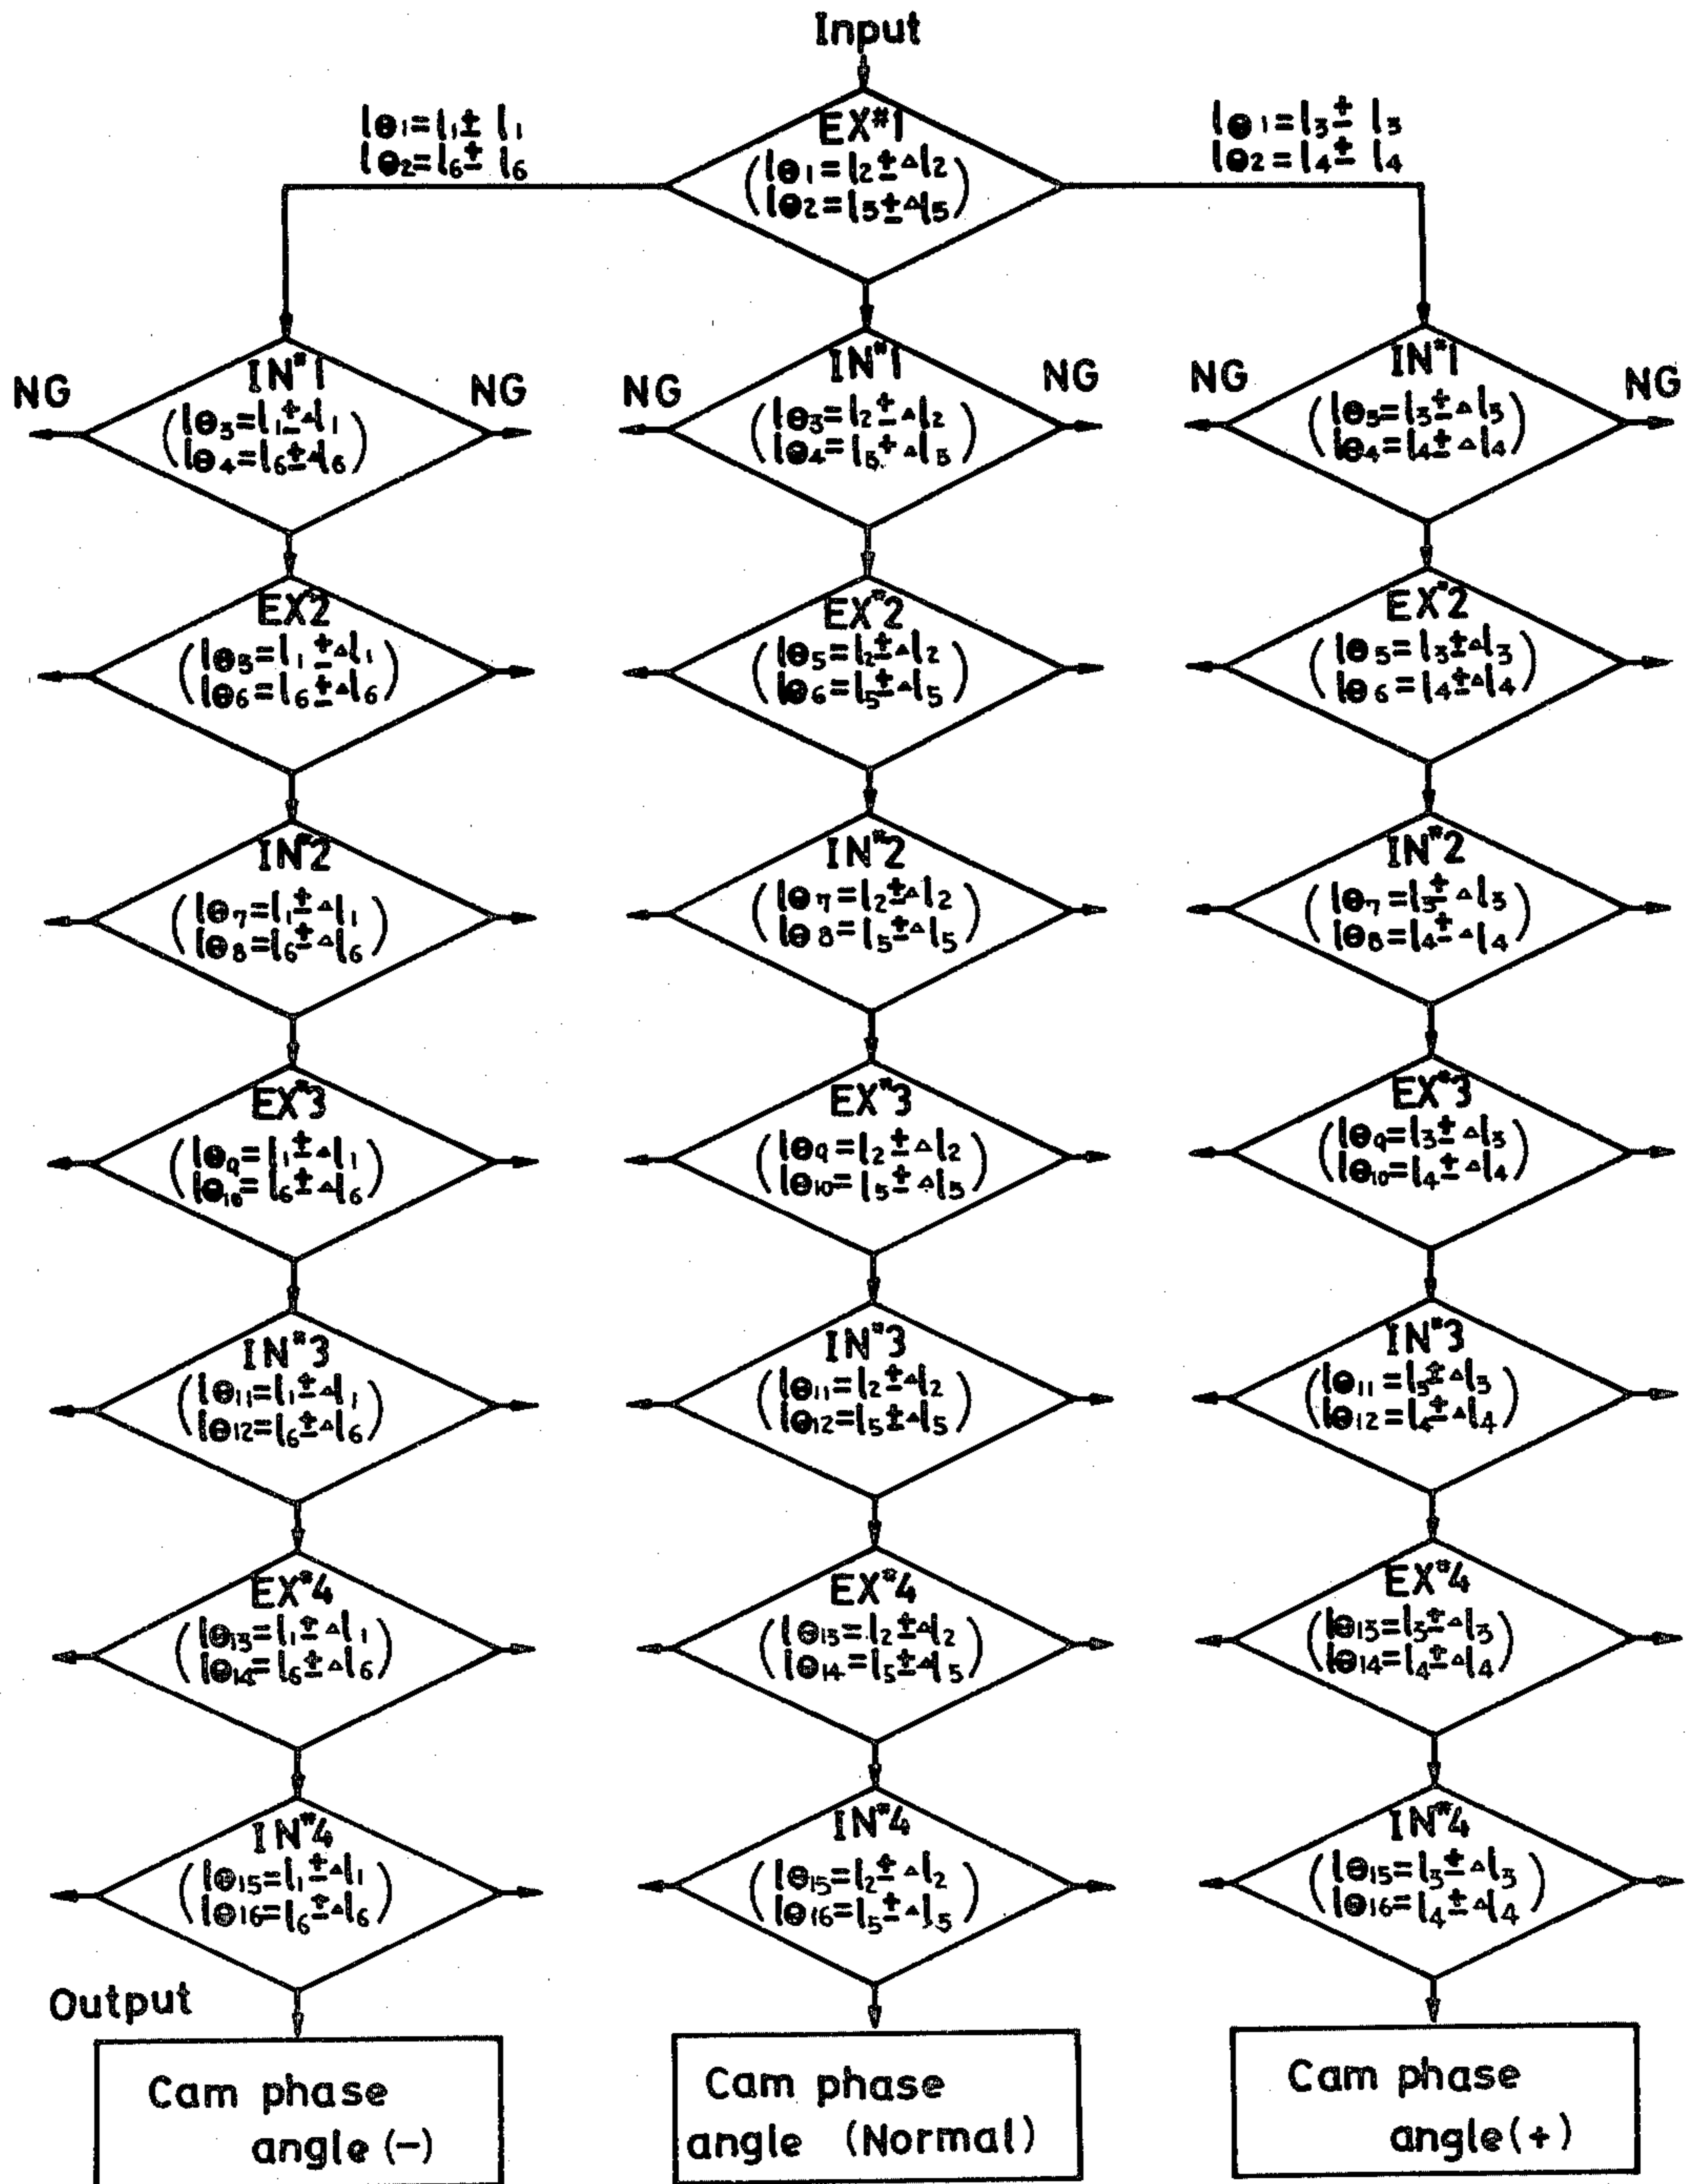 Input
lθ1=l1± l1
lθ2=l6± l6
EX#1
(lθ1=l2±Δl2)
(lθ2=l5±Δl5)
lθ1=l3± l3
lθ2=l4± l4
NG
IN#1
(lθ3=l1±Δl1)
(lθ4=l6±Δl6)
NG
NG
IN#1
(lθ3=l2±Δl2)
(lθ4=l5±Δl5)
NG
NG
IN#1
(lθ3=l3±Δl3)
(lθ4=l4±Δl4)
NG
EX2
(lθ5=l1±Δl1)
(lθ6=l6±Δl6)
EX#2
(lθ5=l2±Δl2)
(lθ6=l5±Δl5)
EX#2
(lθ5=l3±Δl3)
(lθ6=l4±Δl4)
IN#2
(lθ7=l1±Δl1)
(lθ8=l6±Δl6)
IN#2
(lθ7=l2±Δl2)
(lθ8=l5±Δl5)
IN#2
(lθ7=l3±Δl3)
(lθ8=l4±Δl4)
EX#3
(lθ9=l1±Δl1)
(lθ10=l6±Δl6)
EX#3
(lθ9=l2±Δl2)
(lθ10=l5±Δl5)
EX#3
(lθ9=l3±Δl3)
(lθ10=l4±Δl4)
IN#3
(lθ11=l1±Δl1)
(lθ12=l6±Δl6)
IN#3
(lθ11=l2±Δl2)
(lθ12=l5±Δl5)
IN#3
(lθ11=l3±Δl3)
(lθ12=l4±Δl4)
EX#4
(lθ13=l1±Δl1)
(lθ14=l6±Δl6)
EX#4
(lθ13=l2±Δl2)
(lθ14=l5±Δl5)
EX#4
(lθ13=l3±Δl3)
(lθ14=l4±Δl4)
IN#4
(lθ15=l1±Δl1)
(lθ16=l6±Δl6)
IN#4
(lθ15=l2±Δl2)
(lθ16=l5±Δl5)
IN#4
(lθ15=l3±Δl3)
(lθ16=l4±Δl4)
Output
Cam phase
angle (-)
Cam phase
angle (Normal)
Cam phase
angle (+)